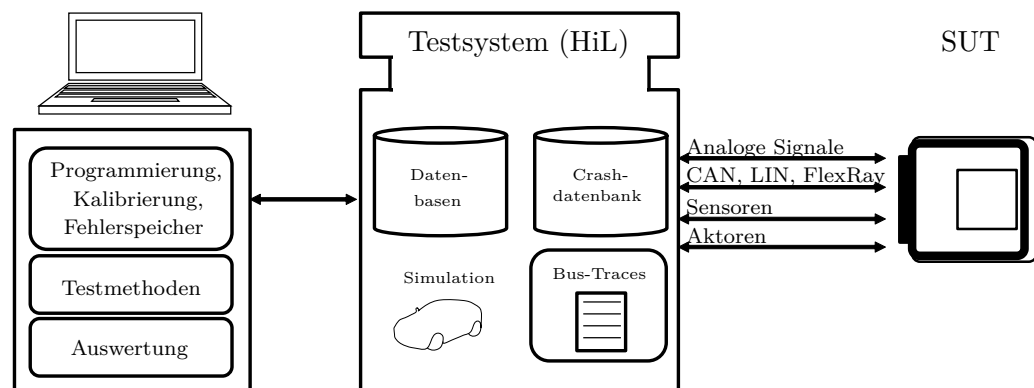 Testsystem (HiL)
SUT
Programmierung,
Kalibrierung,
Fehlerspeicher
Testmethoden
Auswertung
Daten-
basen
Crash-
datenbank
Simulation
Bus-Traces
Analoge Signale
CAN, LIN, FlexRay
Sensoren
Aktoren